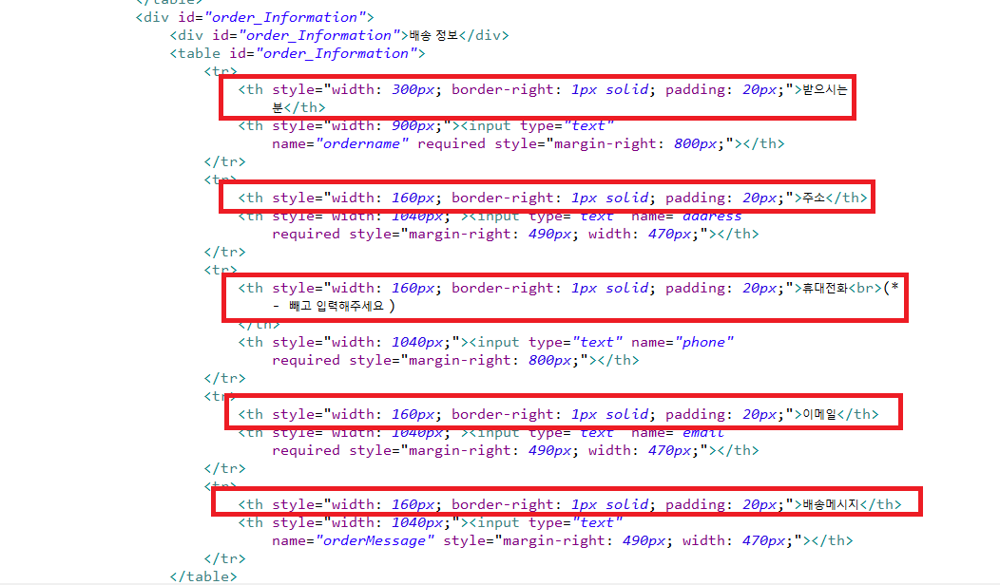 </table>
<div id="order_Information">
<div id="order_Information">배송 정보</div>
<table id="order_Information">
<tr>
<th style="width: 300px; border-right: 1px solid; padding: 20px;">받으시는
분</th>
<th style="width: 900px;"><input type="text"
name="ordername" required style="margin-right: 800px;"></th>
</tr>
<tr>
<th style="width: 160px; border-right: 1px solid; padding: 20px;">주소</th>
<th style="width: 1040px;"><input type="text" name="address"
required style="margin-right: 490px; width: 470px;"></th>
</tr>
<tr>
<th style="width: 160px; border-right: 1px solid; padding: 20px;">휴대전화<br>(*
- 빼고 입력해주세요 )
</th>
<th style="width: 1040px;"><input type="text" name="phone"
required style="margin-right: 800px;"></th>
</tr>
<tr>
<th style="width: 160px; border-right: 1px solid; padding: 20px;">이메일</th>
<th style="width: 1040px;"><input type="text" name="email"
required style="margin-right: 490px; width: 470px;"></th>
</tr>
<tr>
<th style="width: 160px; border-right: 1px solid; padding: 20px;">배송메시지</th>
<th style="width: 1040px;"><input type="text"
name="orderMessage" style="margin-right: 490px; width: 470px;"></th>
</tr>
</table>